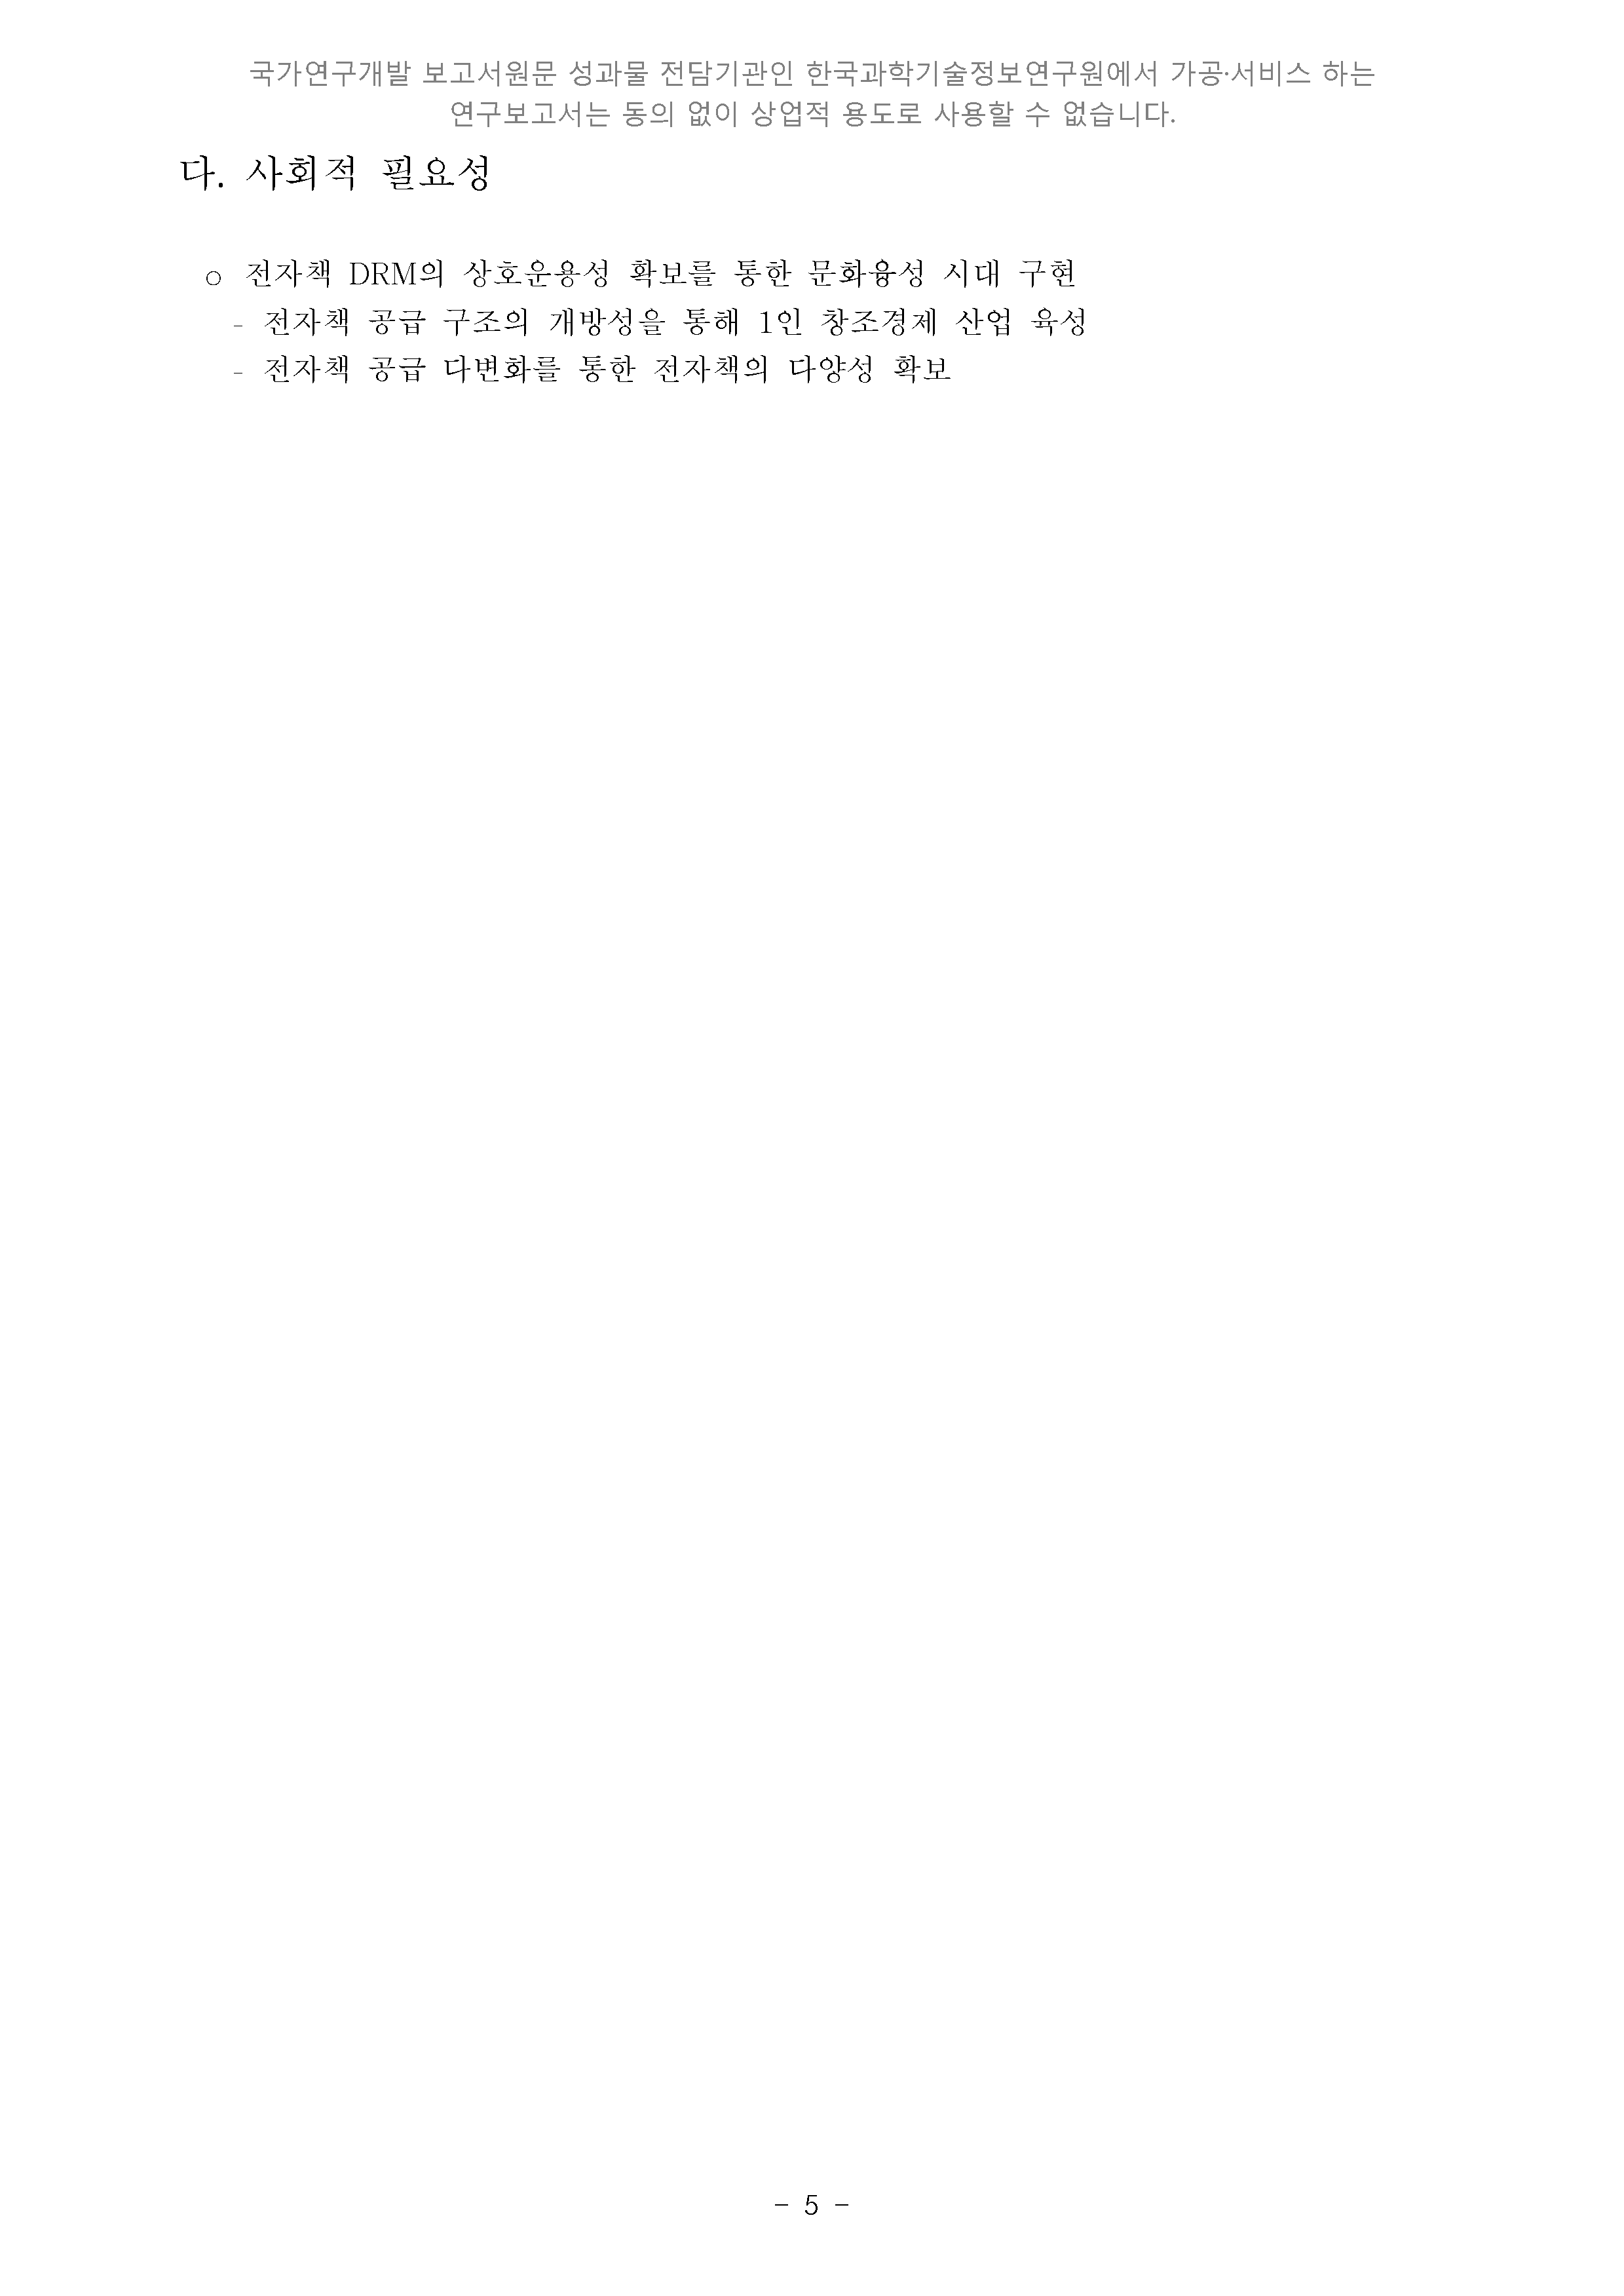 국가연구개발 보고서원문 성과물 전담기관인 한국과학기술정보연구원에서 가공·서비스 하는
연구보고서는 동의 없이 상업적 용도로 사용할 수 없습니다.
다. 사회적 필요성
○ 전자책 DRM의 상호운용성 확보를 통한 문화융성 시대 구현
- 전자책 공급 구조의 개방성을 통해 1인 창조경제 산업 육성
- 전자책 공급 다변화를 통한 전자책의 다양성 확보
- 5 -